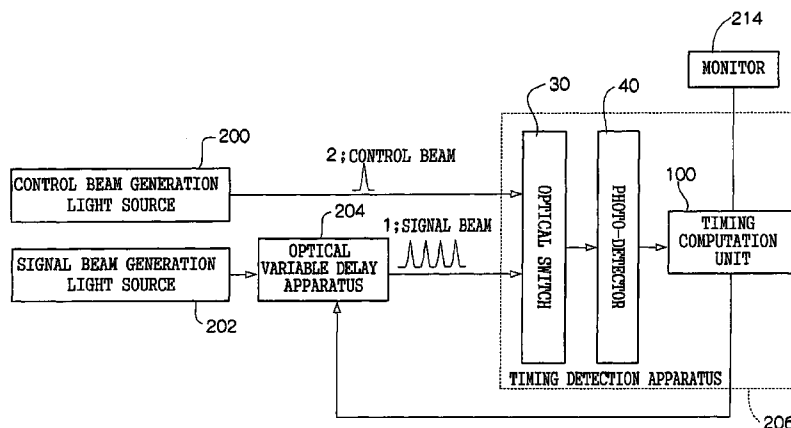 214
MONITOR
30
40
200
2;CONTROL BEAM
CONTROL BEAM GENERATION
LIGHT SOURCE
204
1;SIGNAL BEAM
100
OPTICAL SWITCH
PHOTO-DETECTOR
TIMING
COMPUTATION
UNIT
SIGNAL BEAM GENERATION
LIGHT SOURCE
OPTICAL
VARIABLE DELAY
APPARATUS
202
TIMING DETECTION APPARATUS
206